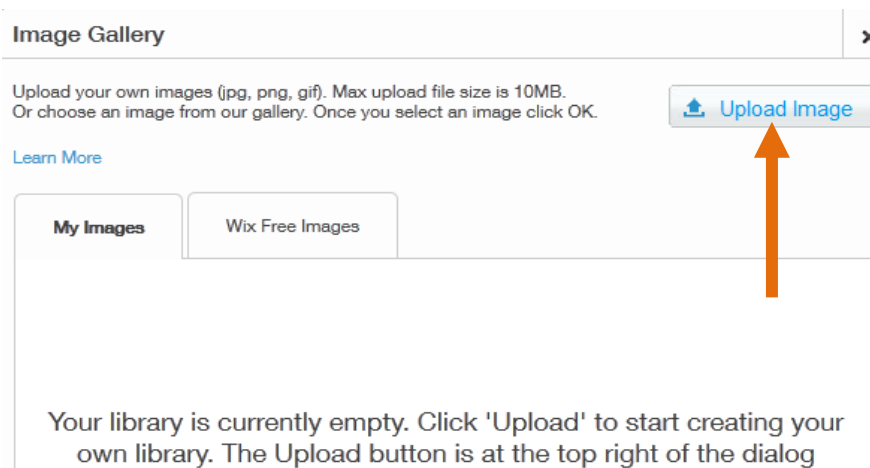 Image Gallery
Upload your own images (jpg, png, gif). Max upload file size is 10MB.
Or choose an image from our gallery. Once you select an image click OK.
Upload Image
Learn More
My Images
Wix Free Images
Your library is currently empty. Click 'Upload' to start creating your
own library. The Upload button is at the top right of the dialog